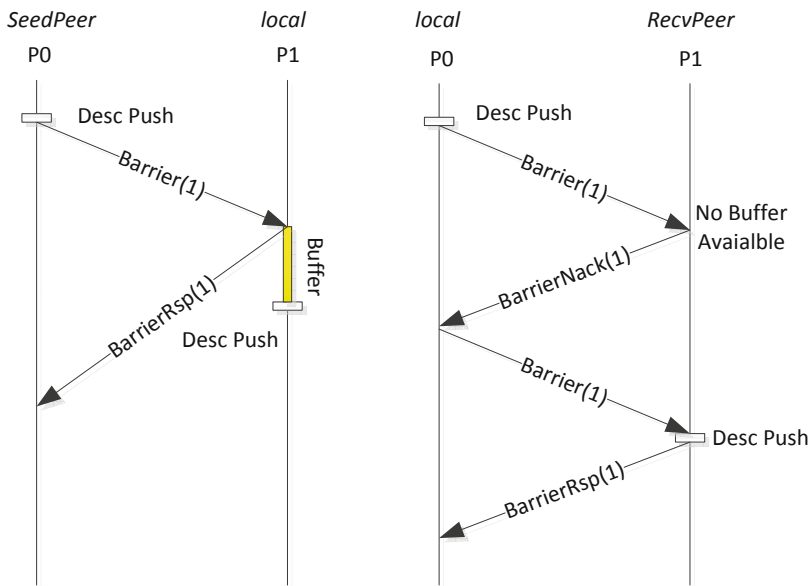 SeedPeer
local
P0
P1
Desc Push
Barrier(1)
Buffer
BarrierRsp(1)
Desc Push
local
RecvPeer
P0
P1
Desc Push
Barrier(1)
No Buffer
Avaialble
BarrierNack(1)
Barrier(1)
Desc Push
BarrierRsp(1)